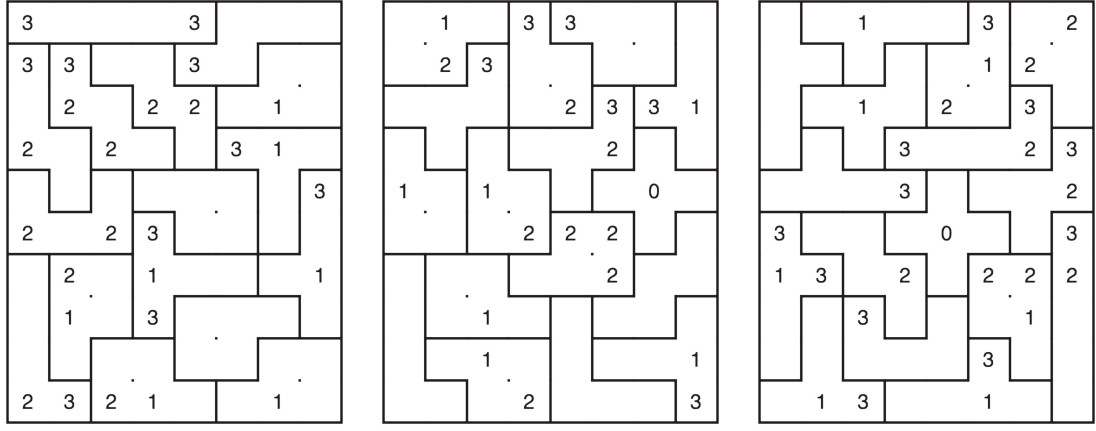 3 3 1 3 3 1 3 2
3 3 3 2 3 1 2
2 2 2 1 2 3 3 1 1 2 3
2 2 3 1 2 3 2 3
3 1 1 0 3 2
2 2 3 2 2 2 3 0 3
2 1 1 2 1 3 2 2 2 2
1 3 1 3 1
1 1 3
2 3 2 1 1 2 3 1 3 1